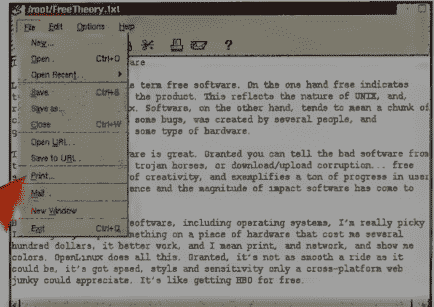 /root/FreeTheory.txt
File Edit Options Help
New...
Open... Ctrl+O
Open Recent
Save Ctrl+S
Save as...
Close Ctrl+W
Open URL...
Save to URL...
Print...
Mail...
New Window
Exit Ctrl+Q
?
ware
e term free software. On the one hand free indicates
the product. This reflects the nature of UNIX, and,
x. Software, on the other hand, tends to mean a chunk of
some bugs, was created by several people, and
some type of hardware.
ware is great. Granted you can tell the bad software from
trojan horses, or download/upload corruption... free
of creativity, and exemplifies a ton of progress in user
ance and the magnitude of impact software has come to
software, including operating systems, I'm really picky
mething on a piece of hardware that cost me several
hundred dollars, it better work, and I mean print, and network, and show me
colors. OpenLinux does all this. Granted, it's not as smooth a ride as it
could be, it's got speed, style and sensitivity only a cross-platform web
junky could appreciate. It's like getting HBO for free.